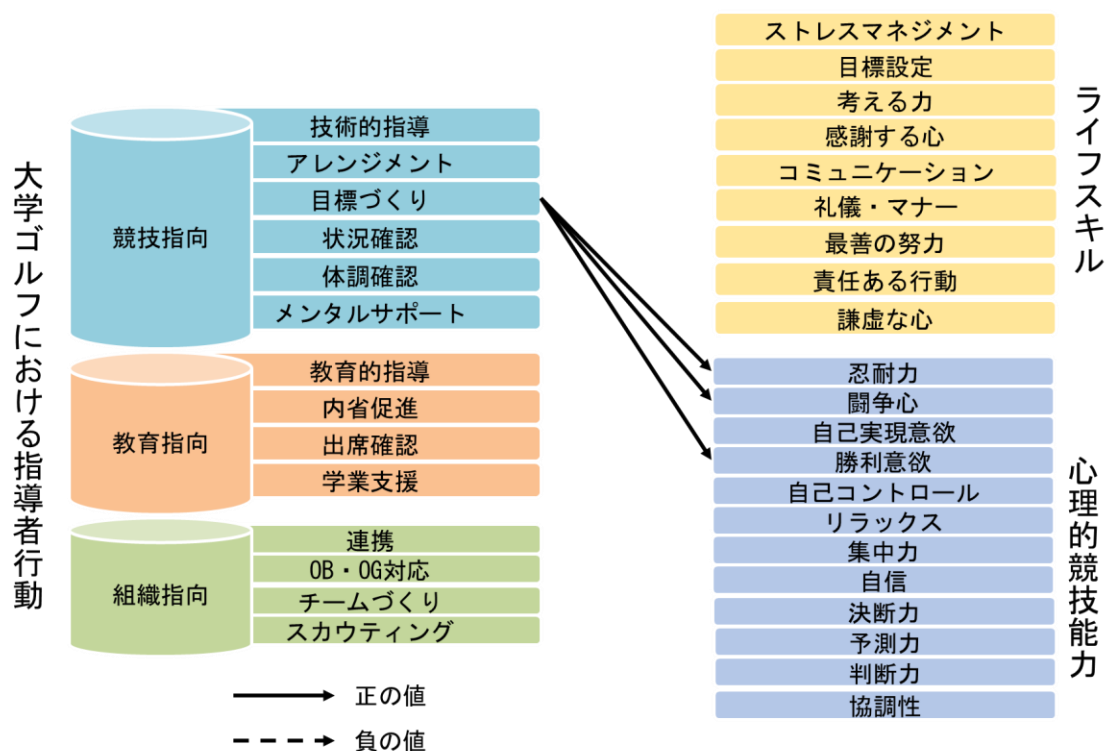 大学ゴルフにおける指導者行動
競技指向
技術的指導
アレンジメント
目標づくり
状況確認
体調確認
メンタルサポート
教育指向
教育的指導
内省促進
出席確認
学業支援
組織指向
連携
OB・OG対応
チームづくり
スカウティング
正の値
負の値
ストレスマネジメント
目標設定
考える力
感謝する心
コミュニケーション
礼儀・マナー
最善の努力
責任ある行動
謙虚な心
ライフスキル
忍耐力
闘争心
自己実現意欲
勝利意欲
自己コントロール
リラックス
集中力
自信
決断力
予測力
判断力
協調性
心理的競技能力